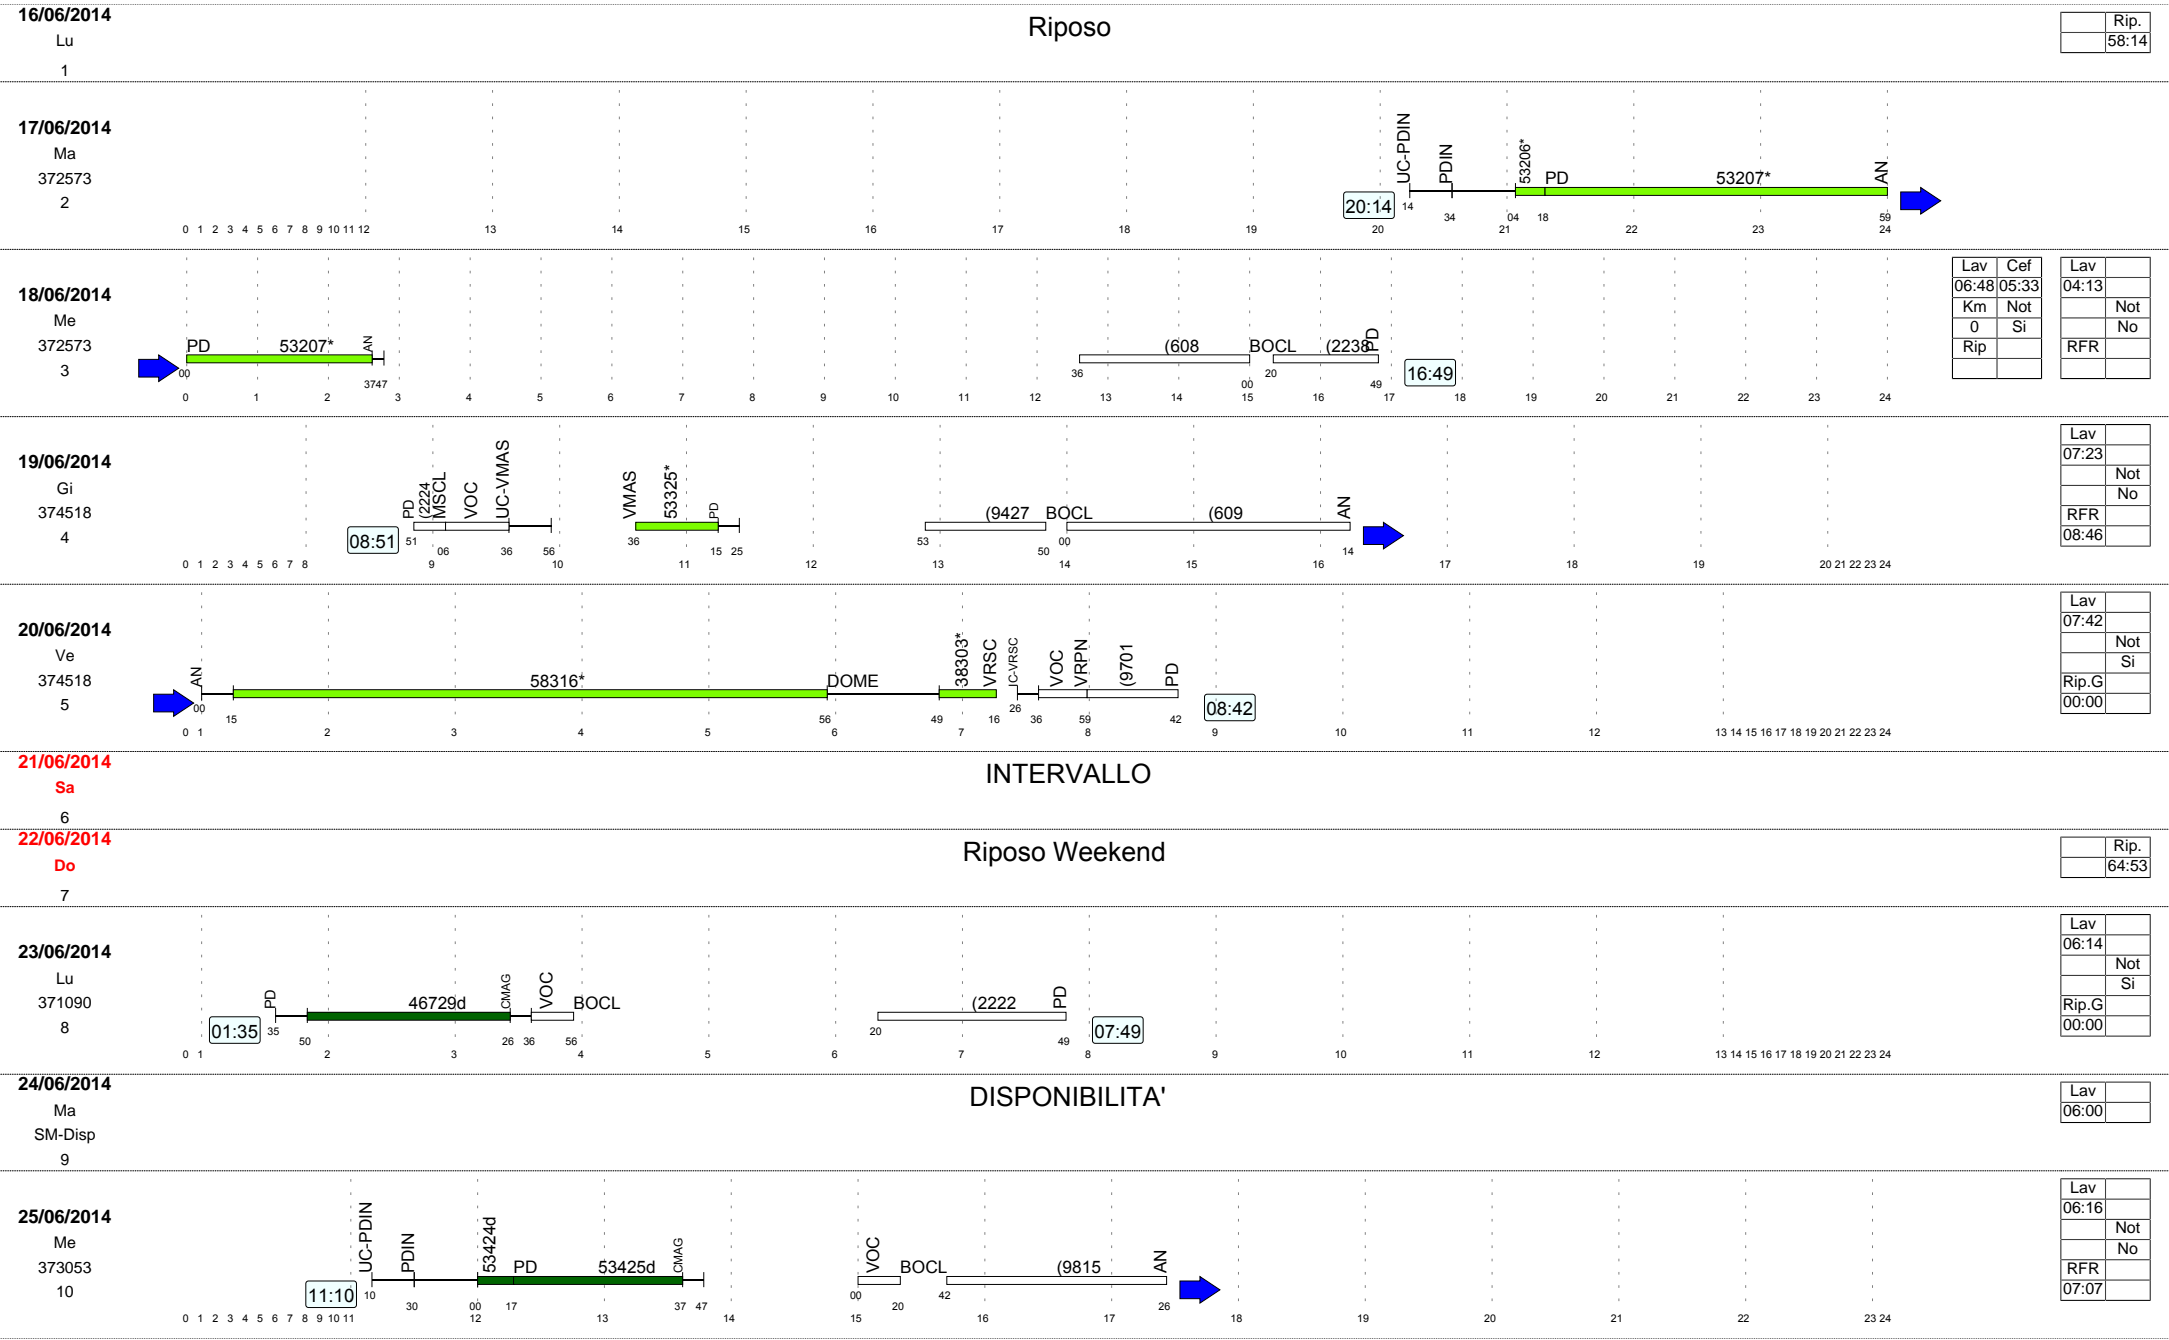 16/06/2014
Lu
1
Riposo
Rip.
58:14
17/06/2014
Ma
372573
2
20:14
UC-PDIN
PDIN
53206*
PD
53207*
AN
14 34 04 18 59
0 1 2 3 4 5 6 7 8 9 10 11 12 13 14 15 16 17 18 19 20 21 22 23 24
18/06/2014
Me
372573
3
PD
53207*
AN
(608
BOCL
(2238
PD
16:49
00 37 47 36 00 20 49
0 1 2 3 4 5 6 7 8 9 10 11 12 13 14 15 16 17 18 19 20 21 22 23 24
Lav Cef
06:48 05:33
Km Not
0 Si
Rip
Lav
04:13
Not
No
RFR
19/06/2014
Gi
374518
4
08:51
PD
(2224
MSCL
VOC
UC-VMAS
VMAS
53325*
PD
(9427
BOCL
(609
AN
51 06 36 56 36 15 25 53 50 00 14
0 1 2 3 4 5 6 7 8 9 10 11 12 13 14 15 16 17 18 19 20 21 22 23 24
Lav
07:23
Not
No
RFR
08:46
20/06/2014
Ve
374518
5
AN
58316*
DOME
38303*
VRSC
UC-VRSC
VOC
VRPN
(9701
PD
08:42
00 15 56 49 16 26 36 59 42
0 1 2 3 4 5 6 7 8 9 10 11 12 13 14 15 16 17 18 19 20 21 22 23 24
Lav
07:42
Not
Si
Rip.G
00:00
21/06/2014
Sa
6
INTERVALLO
22/06/2014
Do
7
Riposo Weekend
Rip.
64:53
23/06/2014
Lu
371090
8
01:35
PD
46729d
CMAG
VOC
BOCL
(2222
PD
07:49
35 50 26 36 56 20 49
0 1 2 3 4 5 6 7 8 9 10 11 12 13 14 15 16 17 18 19 20 21 22 23 24
Lav
06:14
Not
Si
Rip.G
00:00
24/06/2014
Ma
SM-Disp
9
DISPONIBILITA'
Lav
06:00
25/06/2014
Me
373053
10
11:10
UC-PDIN
PDIN
53424d
PD
53425d
CMAG
VOC
BOCL
(9815
AN
10 30 00 17 37 47 00 20 42 26
0 1 2 3 4 5 6 7 8 9 10 11 12 13 14 15 16 17 18 19 20 21 22 23 24
Lav
06:16
Not
No
RFR
07:07